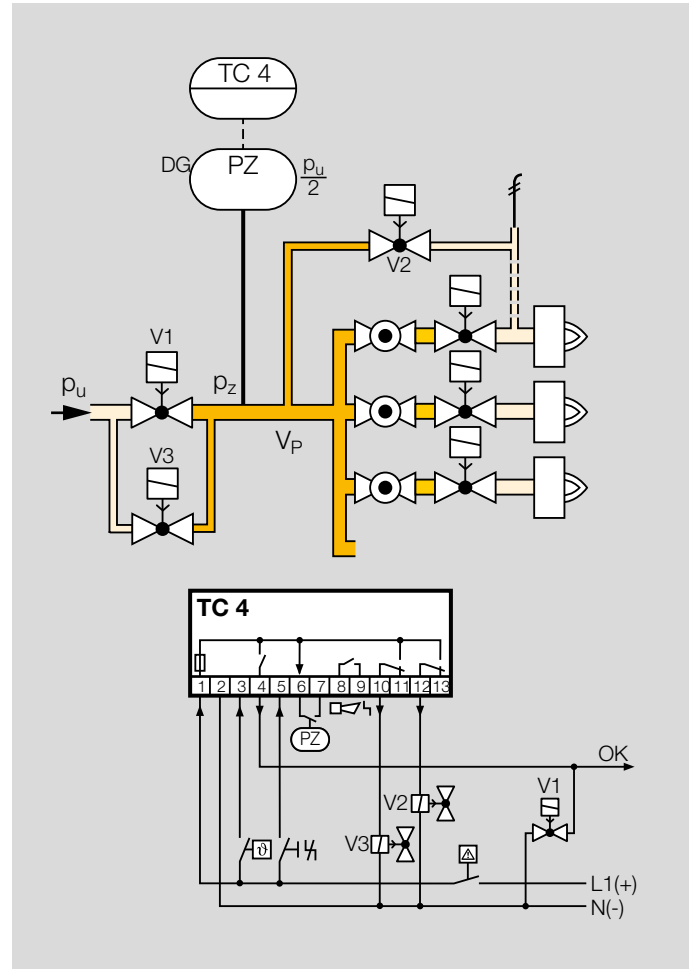 TC 4
DG
PZ
pu
2
V2
V1
pu
pz
VP
V3
TC 4
1 2 3 4 5 6 7 8 9 10 11 12 13
PZ
OK
V1
V2
V3
ϑ
L1(+)
N(-)